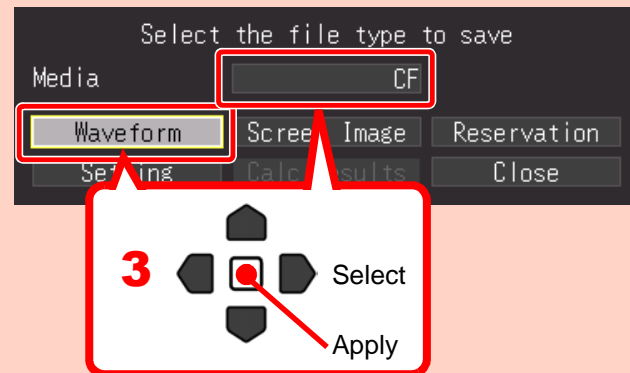 Select the file type to save
Media CF
Waveform Screen Image Reservation
Close
3 Select
Apply